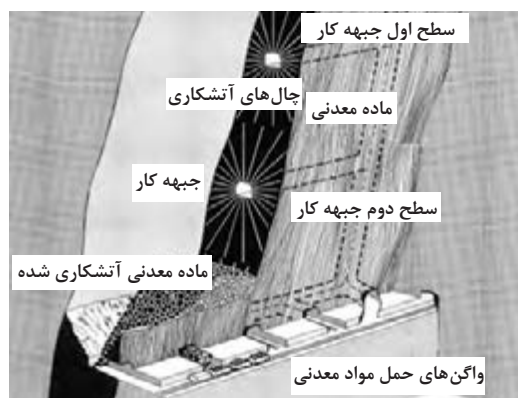 سطح اول جبهه کار
چال‌های آتشکاری
ماده معدنی
جبهه کار
سطح دوم جبهه کار
ماده معدنی آتشکاری شده
واگن‌های حمل مواد معدنی